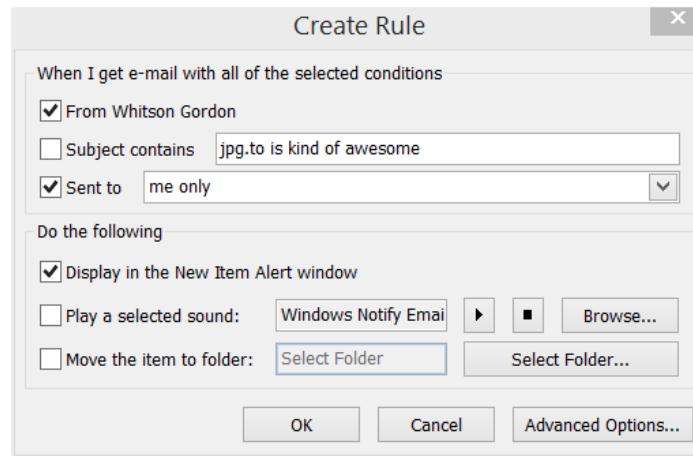 Create Rule
When I get e-mail with all of the selected conditions
From Whitson Gordon
Subject contains jpg.to is kind of awesome
Sent to me only
Do the following
Display in the New Item Alert window
Play a selected sound: Windows Notify Emai Browse...
Move the item to folder: Select Folder Select Folder...
OK Cancel Advanced Options...